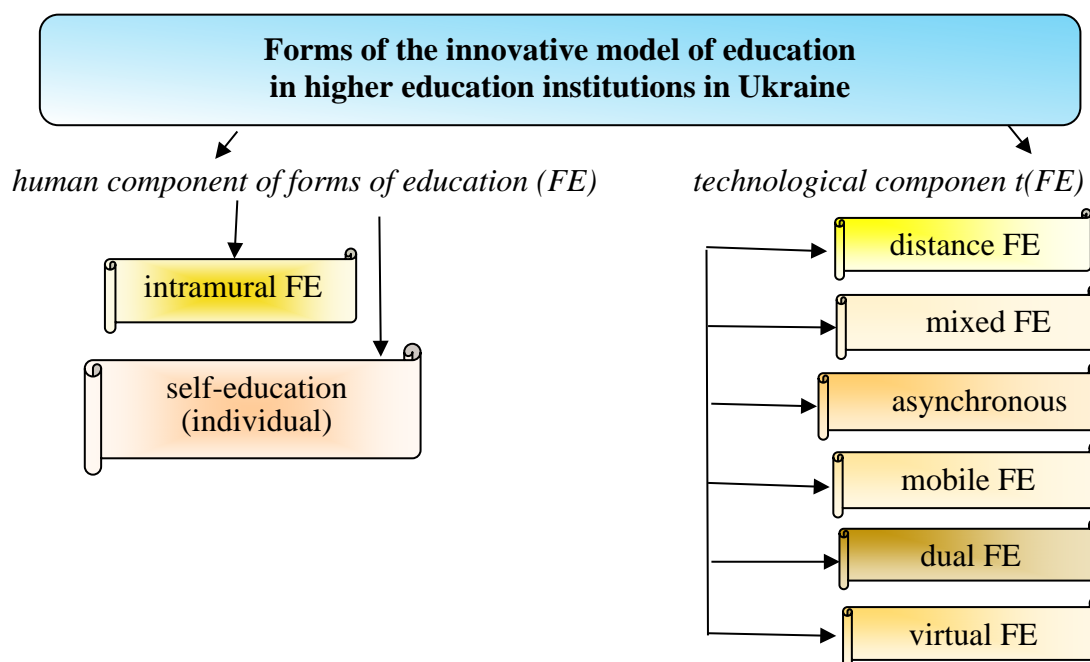 Forms of the innovative model of education
in higher education institutions in Ukraine
human component of forms of education (FE)
technological componen t(FE)
intramural FE
self-education
(individual)
distance FE
mixed FE
asynchronous
mobile FE
dual FE
virtual FE